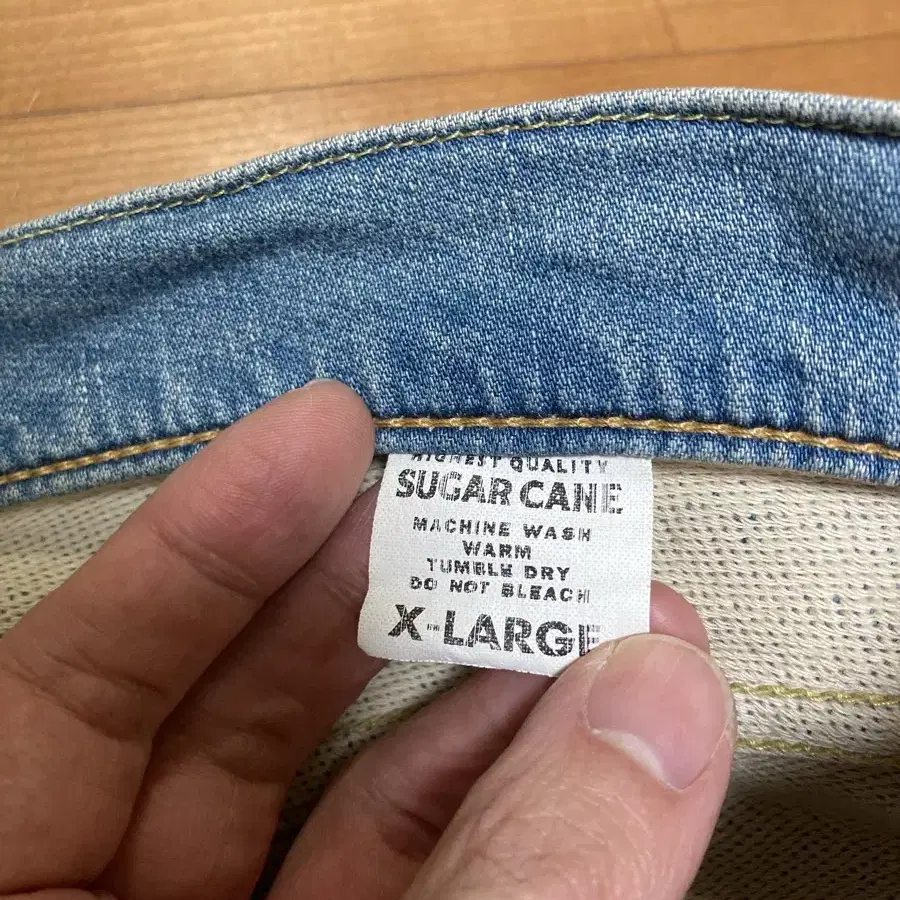 HIGHEST QUALITY
SUGAR CANE
MACHINE WASH
WARM
TUMBLE DRY
DO NOT BLEACH
X-LARGE